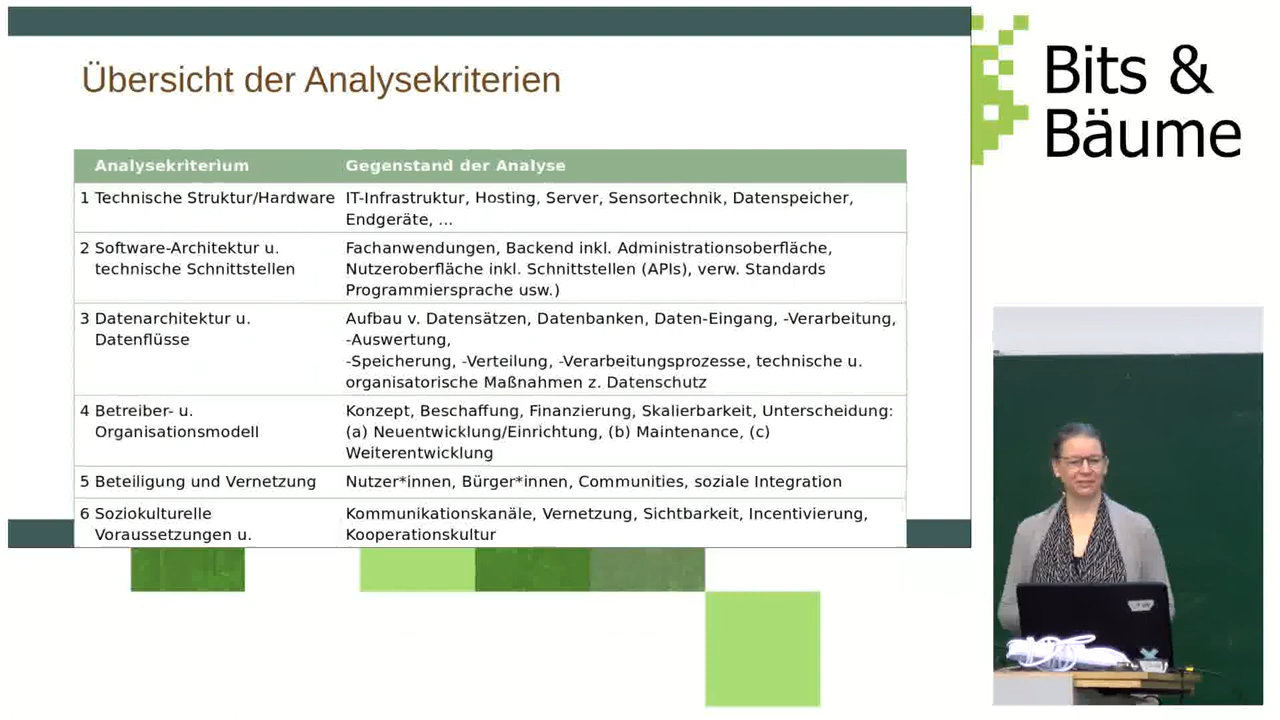 Übersicht der Analysekriterien
Bits &
Bäume
Analysekriterium Gegenstand der Analyse
1 Technische Struktur/Hardware IT-Infrastruktur, Hosting, Server, Sensortechnik, Datenspeicher,
Endgeräte, ...
2 Software-Architektur u. Fachanwendungen, Backend inkl. Administrationsoberfläche,
technische Schnittstellen Nutzeroberfläche inkl. Schnittstellen (APIs), verw. Standards
Programmiersprache usw.)
3 Datenarchitektur u. Aufbau v. Datensätzen, Datenbanken, Daten-Eingang, -Verarbeitung,
Datenflüsse -Auswertung,
-Speicherung, -Verteilung, -Verarbeitungsprozesse, technische u.
organisatorische Maßnahmen z. Datenschutz
4 Betreiber- u. Konzept, Beschaffung, Finanzierung, Skalierbarkeit, Unterscheidung:
Organisationsmodell (a) Neuentwicklung/Einrichtung, (b) Maintenance, (c)
Weiterentwicklung
5 Beteiligung und Vernetzung Nutzer*innen, Bürger*innen, Communities, soziale Integration
6 Soziokulturelle Kommunikationskanäle, Vernetzung, Sichtbarkeit, Incentivierung,
Voraussetzungen u. Kooperationskultur